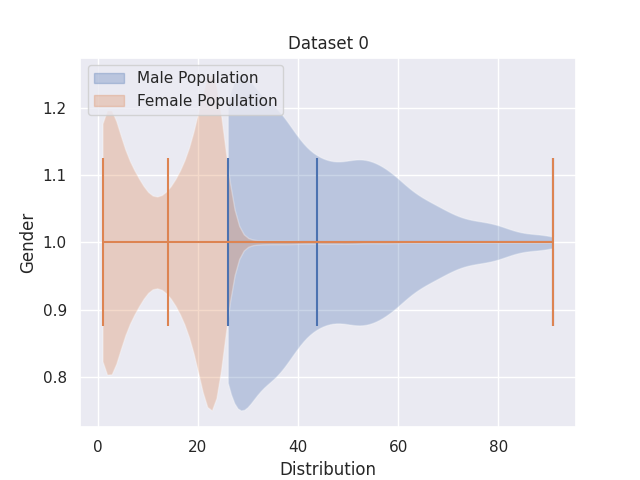 Dataset 0
Male Population
Female Population
1.2
1.1
1.0
0.9
0.8
Gender
0
20
40
60
80
Distribution